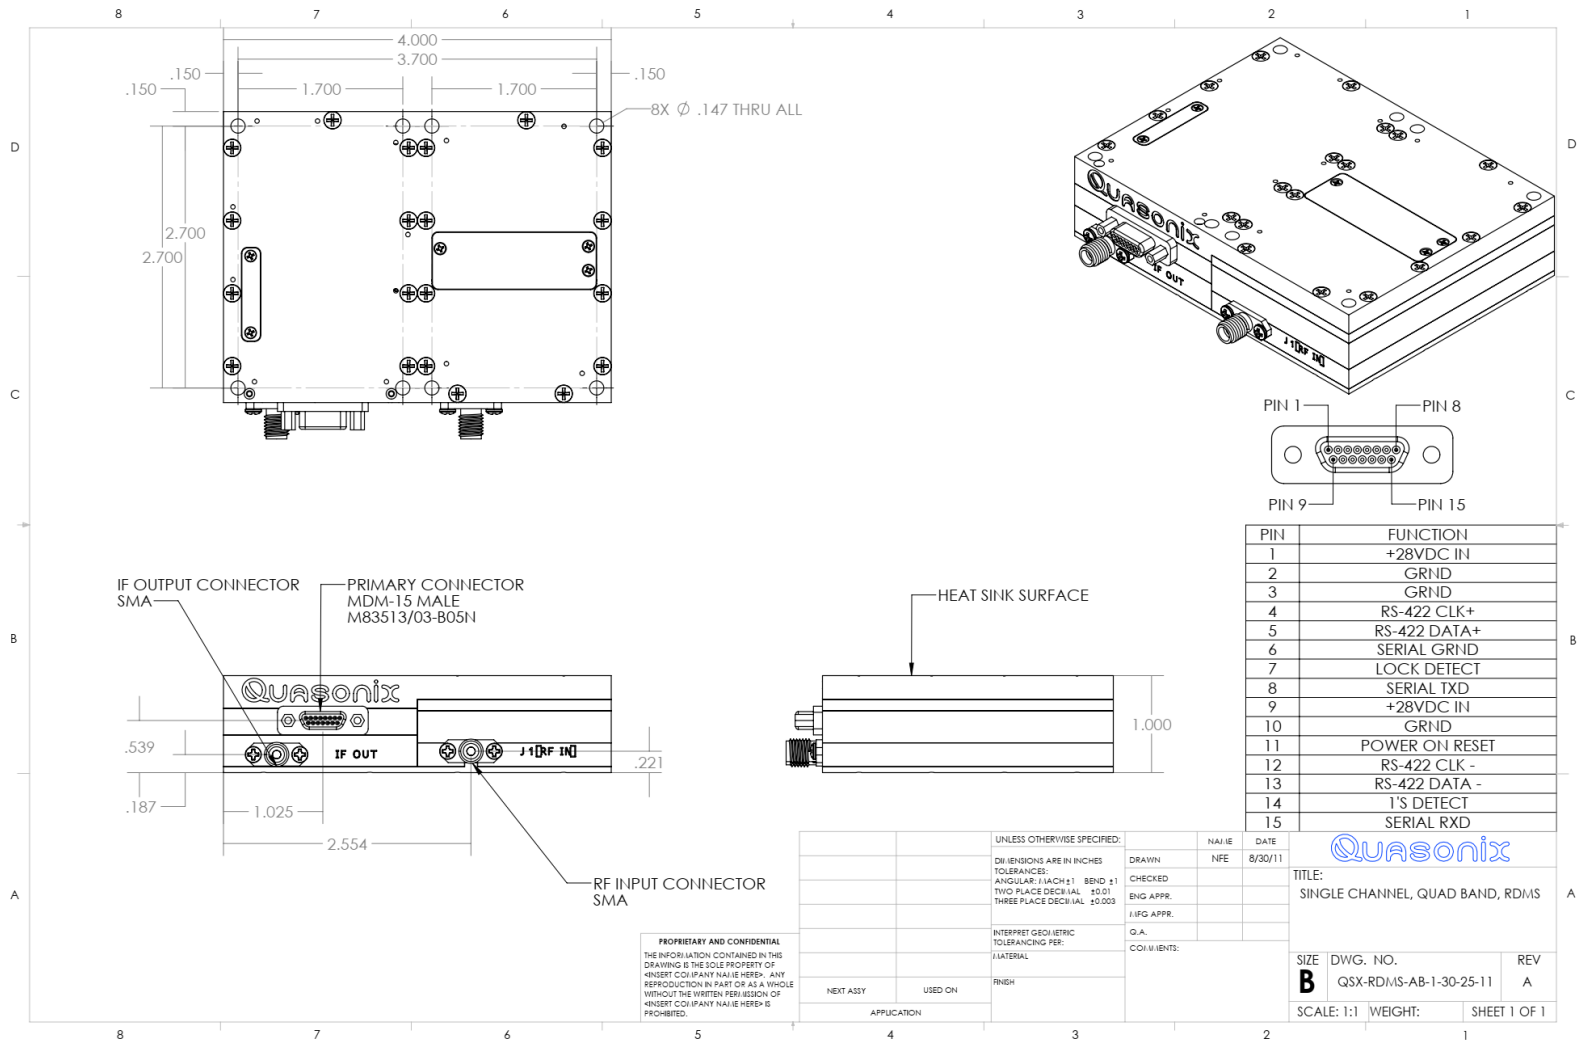 8 7 6 5 4 3 2 1
D
C
B
A
D
C
B
A
8 7 6 5 4 3 2 1
4.000
3.700
.150
.150
.150
1.700
1.700
8X Ø .147 THRU ALL
2.700
2.700
QUASONIX
IF OUT
J1[RF IN]
PIN 1
PIN 8
PIN 9
PIN 15
PIN FUNCTION
1 +28VDC IN
2 GRND
3 GRND
4 RS-422 CLK+
5 RS-422 DATA+
6 SERIAL GRND
7 LOCK DETECT
8 SERIAL TXD
9 +28VDC IN
10 GRND
11 POWER ON RESET
12 RS-422 CLK -
13 RS-422 DATA -
14 1'S DETECT
15 SERIAL RXD
IF OUTPUT CONNECTOR
SMA
PRIMARY CONNECTOR
MDM-15 MALE
M83513/03-B05N
QUASONIX
IF OUT
J1[RF IN]
.539
.187
1.025
2.554
.221
RF INPUT CONNECTOR
SMA
HEAT SINK SURFACE
1.000
PROPRIETARY AND CONFIDENTIAL
THE INFORMATION CONTAINED IN THIS
DRAWING IS THE SOLE PROPERTY OF
<INSERT COMPANY NAME HERE>. ANY
REPRODUCTION IN PART OR AS A WHOLE
WITHOUT THE WRITTEN PERMISSION OF
<INSERT COMPANY NAME HERE> IS
PROHIBITED.
NEXT ASSY
USED ON
APPLICATION
UNLESS OTHERWISE SPECIFIED:
DIMENSIONS ARE IN INCHES
TOLERANCES:
ANGULAR: MACH±1 BEND ±1
TWO PLACE DECIMAL ±0.01
THREE PLACE DECIMAL ±0.003
INTERPRET GEOMETRIC
TOLERANCING PER:
MATERIAL
FINISH
NAME DATE
DRAWN NFE 8/30/11
CHECKED
ENG APPR.
MFG APPR.
Q.A.
COMMENTS:
QUASONIX
TITLE:
SINGLE CHANNEL, QUAD BAND, RDMS
SIZE DWG. NO. REV
B QSX-RDMS-AB-1-30-25-11 A
SCALE: 1:1 WEIGHT: SHEET 1 OF 1